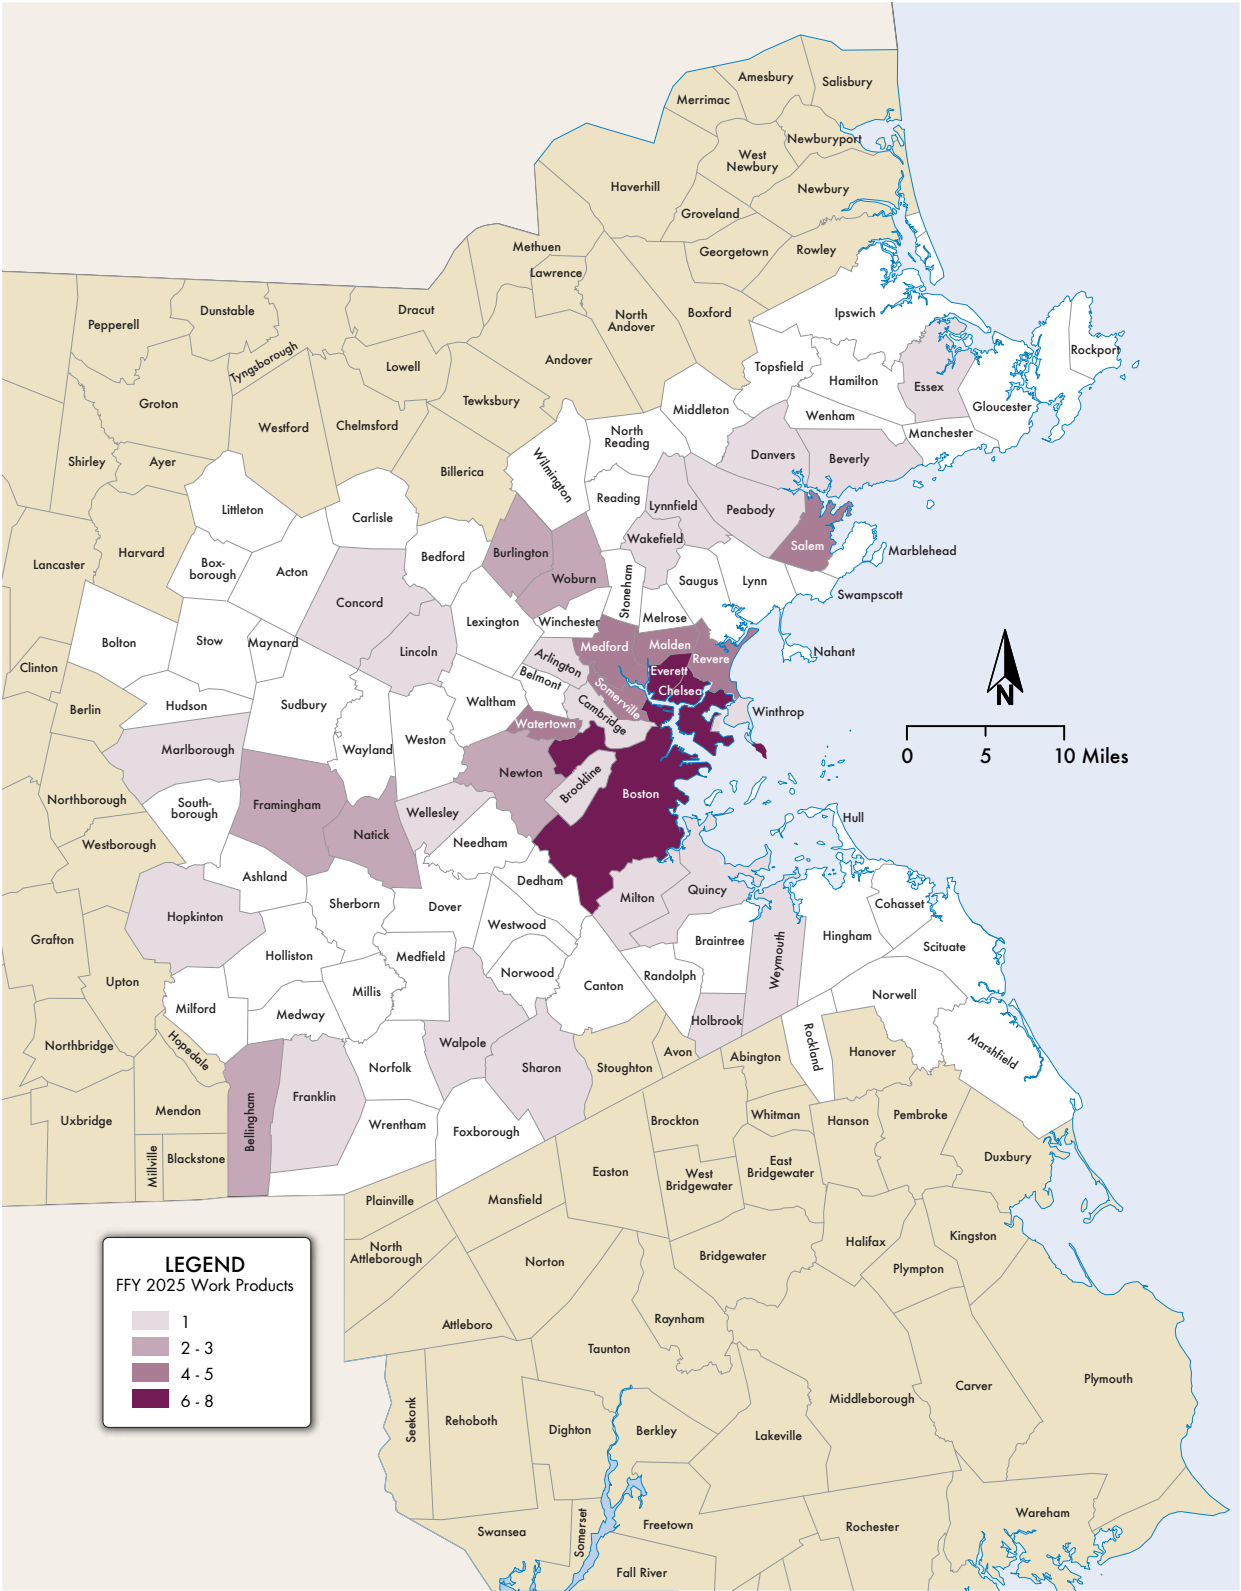 Amesbury
Salisbury
Merrimac
Newburyport
West
Newbury
Haverhill
Newbury
Groveland
Methuen
Georgetown
Rowley
Lawrence
Dunstable
Dracut
Boxford
Ipswich
Pepperell
North
Andover
Rockport
Tyngsborough
Andover
Lowell
Topsfield
Hamilton
Essex
Groton
Tewksbury
Middleton
Gloucester
Wenham
Westford
Chelmsford
North
Reading
Manchester
Danvers
Beverly
Shirley
Ayer
Billerica
Wilmington
Reading
Lynnfield
Peabody
Littleton
Carlisle
Wakefield
Salem
Marblehead
Harvard
Burlington
Bedford
Lancaster
Box-
borough
Acton
Woburn
Stoneham
Saugus
Lynn
Swampscott
Concord
Lexington
Winchester
Melrose
Bolton
Stow
Maynard
Medford
Malden
Nahant
Lincoln
Arlington
Revere
Clinton
Everett
Belmont
Chelsea
Somerville
Hudson
Sudbury
Waltham
Berlin
Cambridge
Winthrop
N
Watertown
Weston
Marlborough
Wayland
0 5 10 Miles
Newton
Brookline
Boston
Northborough
South-
borough
Framingham
Wellesley
Hull
Natick
Westborough
Needham
Ashland
Dedham
Quincy
Sherborn
Milton
Cohasset
Hopkinton
Dover
Westwood
Grafton
Braintree
Hingham
Scituate
Holliston
Medfield
Weymouth
Norwood
Randolph
Upton
Millis
Canton
Norwell
Milford
Medway
Holbrook
Northbridge
Hopedale
Walpole
Rockland
Hanover
Marshfield
Avon
Abington
Norfolk
Sharon
Stoughton
Franklin
Mendon
Bellingham
Whitman
Pembroke
Uxbridge
Wrentham
Foxborough
Brockton
Hanson
Millville
Blackstone
Easton
West
Bridgewater
East
Bridgewater
Duxbury
Plainville
Mansfield
Kingston
North
Attleborough
Norton
Bridgewater
Halifax
Plympton
LEGEND
FFY 2025 Work Products
1
2 - 3
4 - 5
6 - 8
Attleboro
Raynham
Taunton
Plymouth
Carver
Middleborough
Seekonk
Rehoboth
Dighton
Berkley
Lakeville
Wareham
Swansea
Somerset
Freetown
Rochester
Fall River